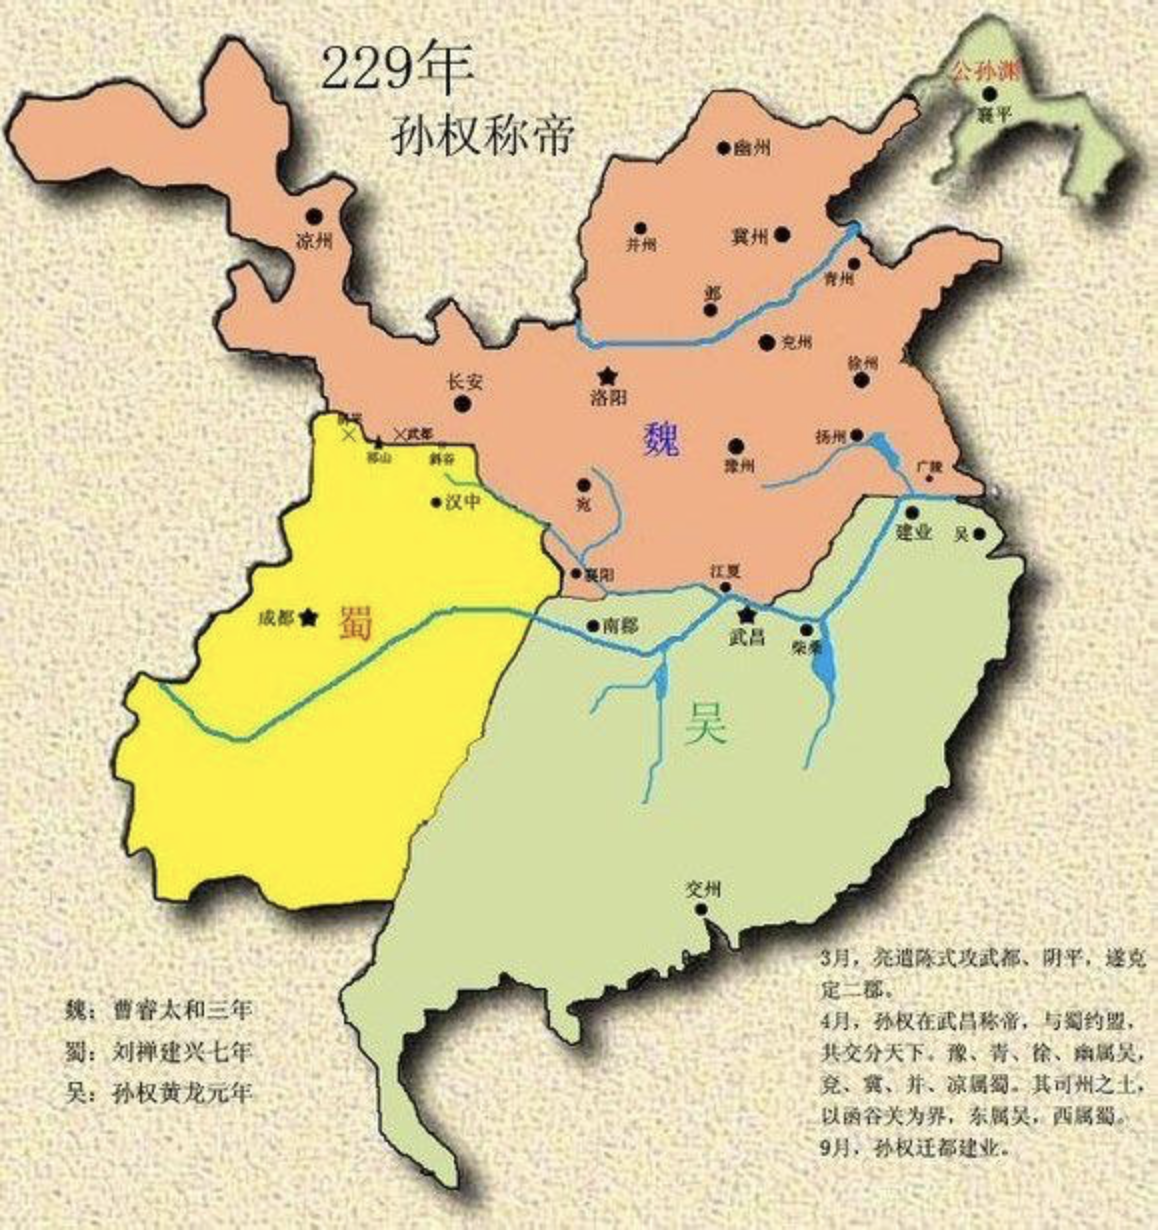 229年
孙权称帝
公孙渊
襄平
幽州
并州
冀州
青州
凉州
邺
兖州
徐州
长安
洛阳
魏
扬州
豫州
广陵
阴平
武都
祁山
斜谷
汉中
宛
建业
吴
襄阳
江夏
成都
蜀
南郡
武昌
柴桑
吴
交州
魏：曹睿太和三年
蜀：刘禅建兴七年
吴：孙权黄龙元年
3月，亮遣陈式攻武都、阴平，遂克
定二郡。
4月，孙权在武昌称帝，与蜀约盟，
共交分天下。豫、青、徐、幽属吴，
兖、冀、并、凉属蜀。其司州之土，
以函谷关为界，东属吴，西属蜀。
9月，孙权迁都建业。